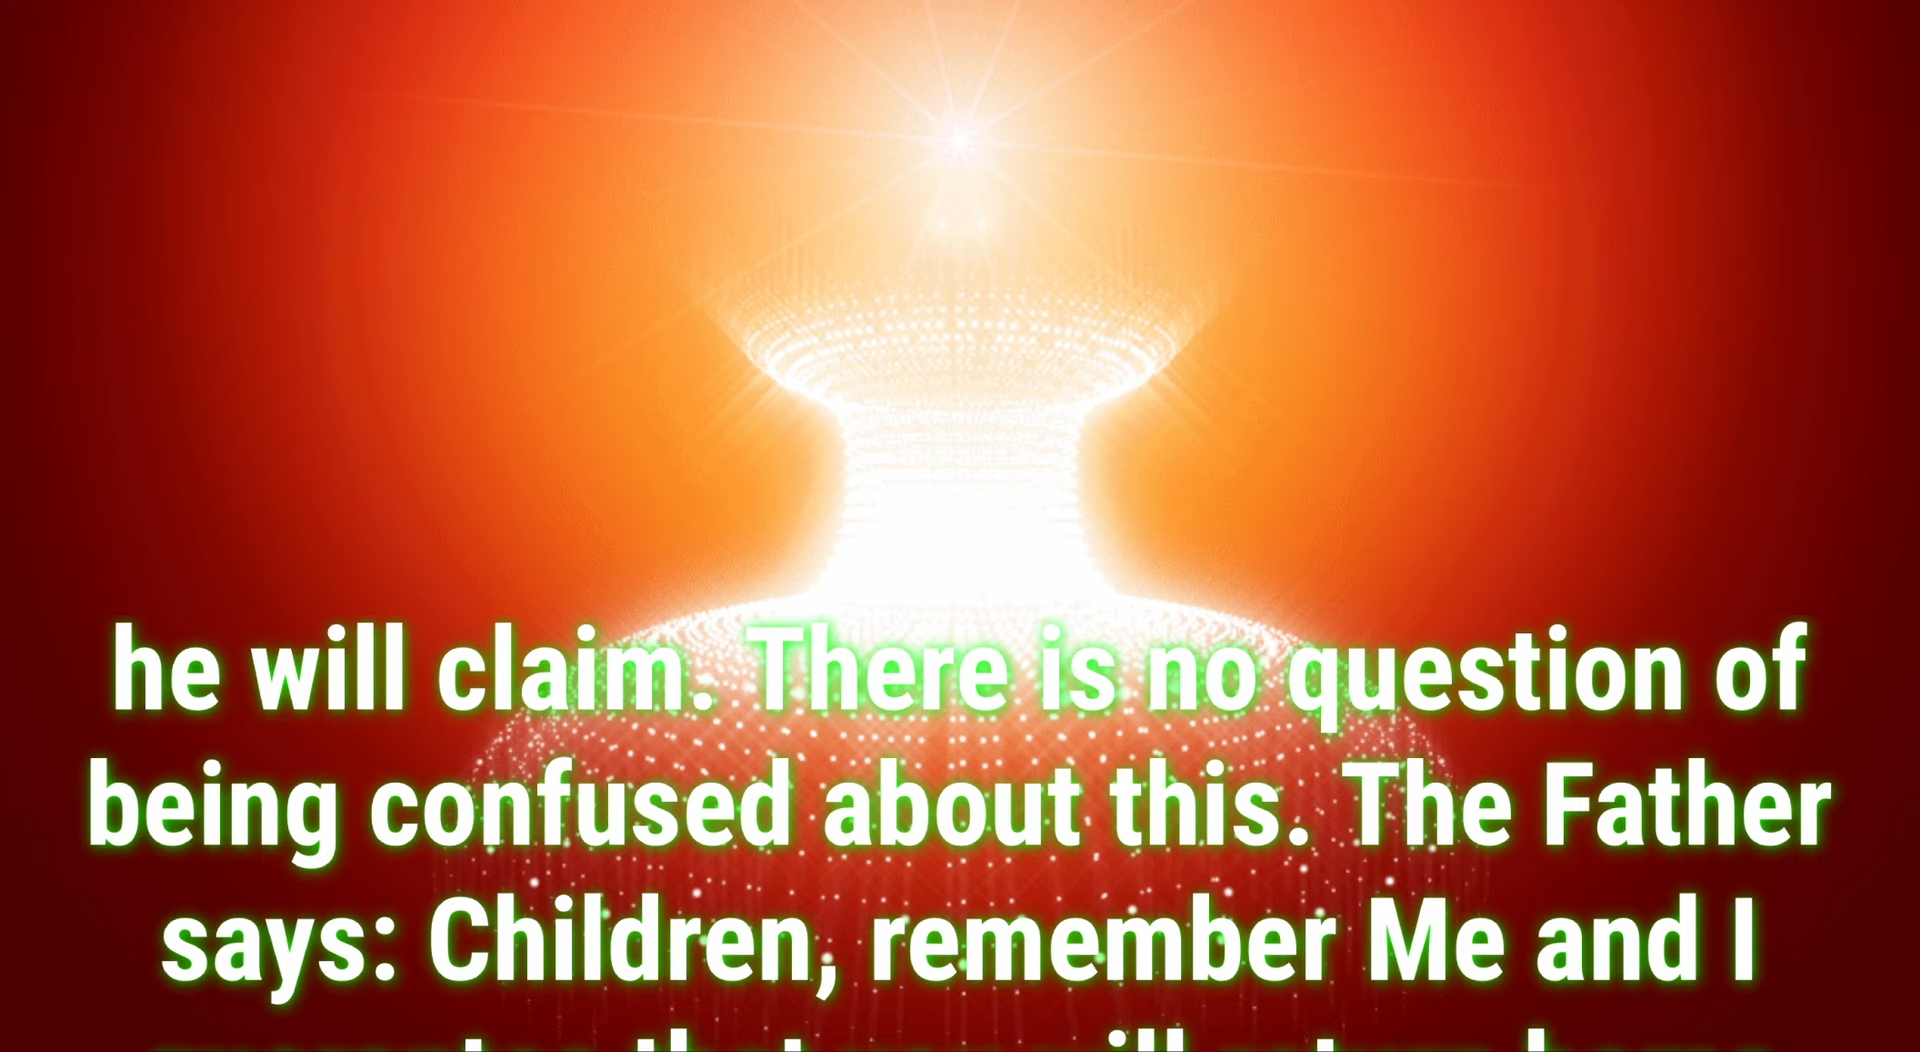 he will claim. There is no question of
being confused about this. The Father
says: Children, remember Me and I